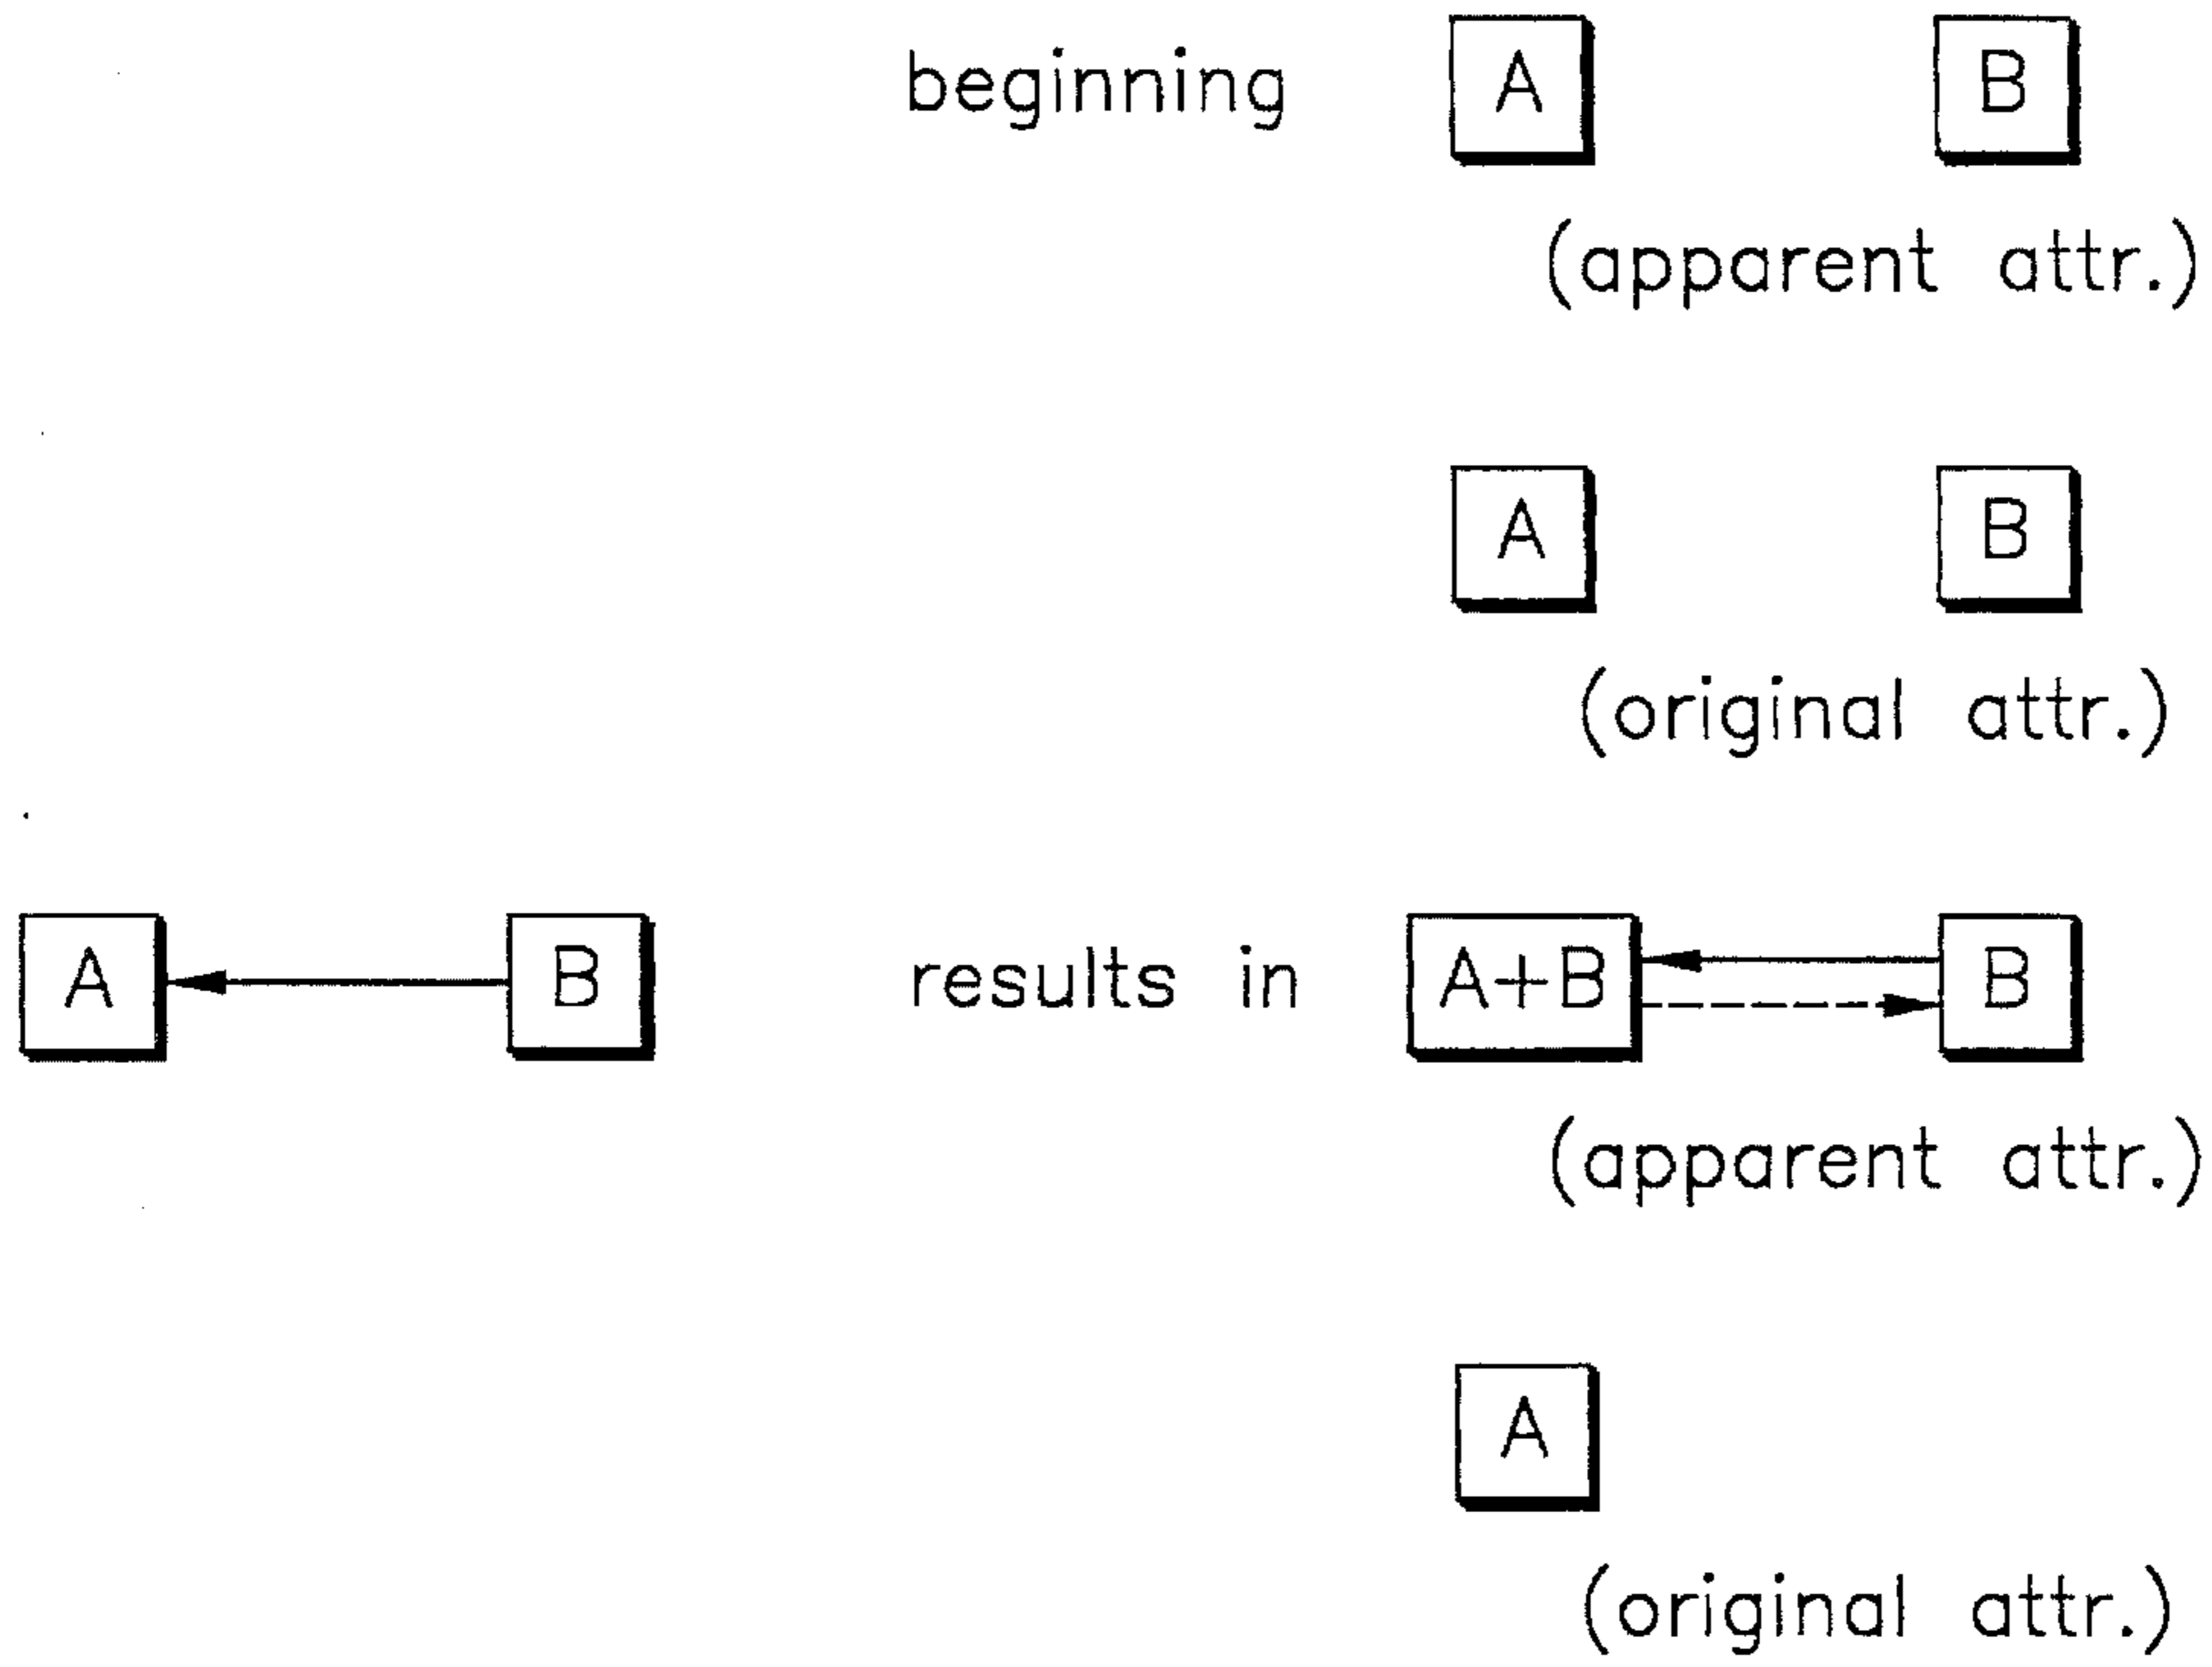 beginning A B
(apparent attr.)
A B
(original attr.)
A B results in A+B B
(apparent attr.)
A
(original attr.)